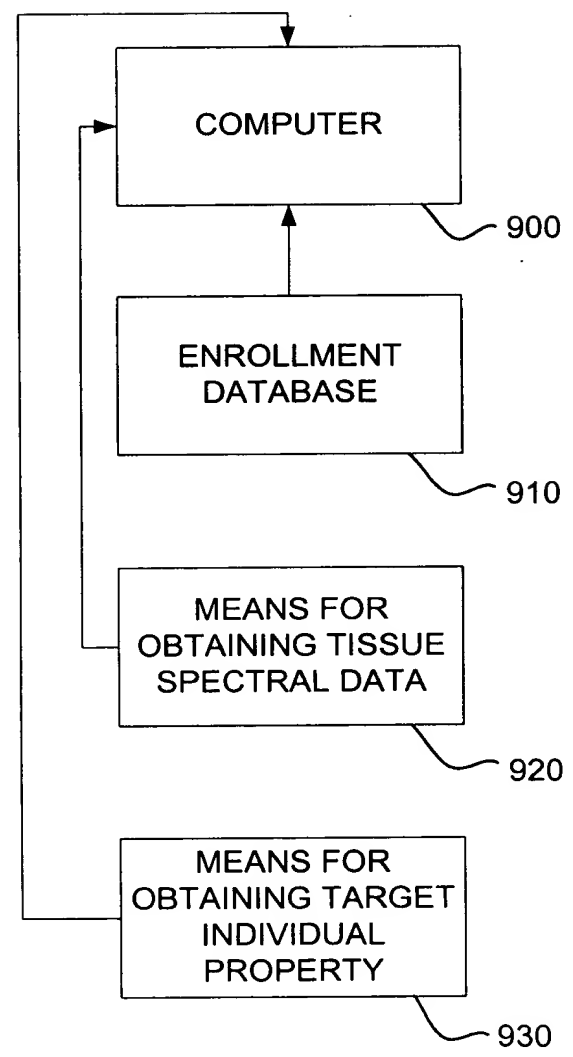 COMPUTER
900
ENROLLMENT
DATABASE
910
MEANS FOR
OBTAINING TISSUE
SPECTRAL DATA
920
MEANS FOR
OBTAINING TARGET
INDIVIDUAL
PROPERTY
930